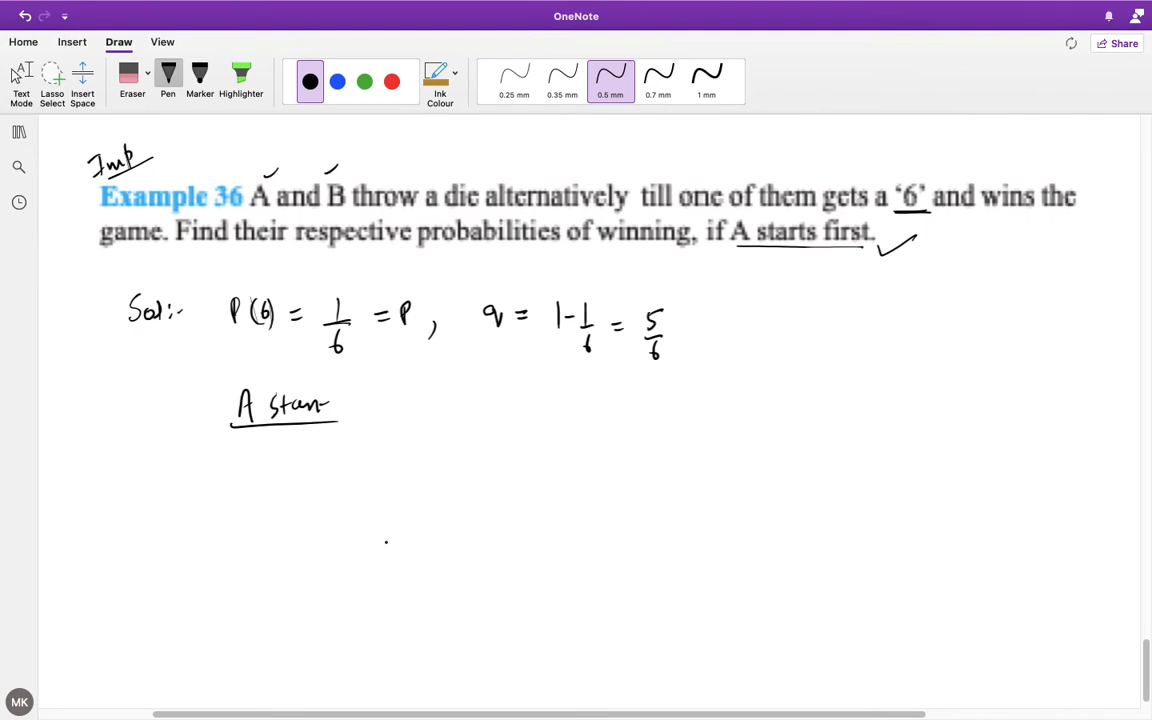 OneNote
Home Insert Draw View
Share
Text Mode
Lasso Select
Insert Space
Eraser
Pen
Marker
Highlighter
Ink Colour
0.25 mm
0.35 mm
0.5 mm
0.7 mm
1 mm
Imp
Example 36 A and B throw a die alternatively till one of them gets a ‘6’ and wins the
game. Find their respective probabilities of winning, if A starts first.
Sol:- P(6) = 1/6 = P, q = 1 - 1/6 = 5/6
A start
MK